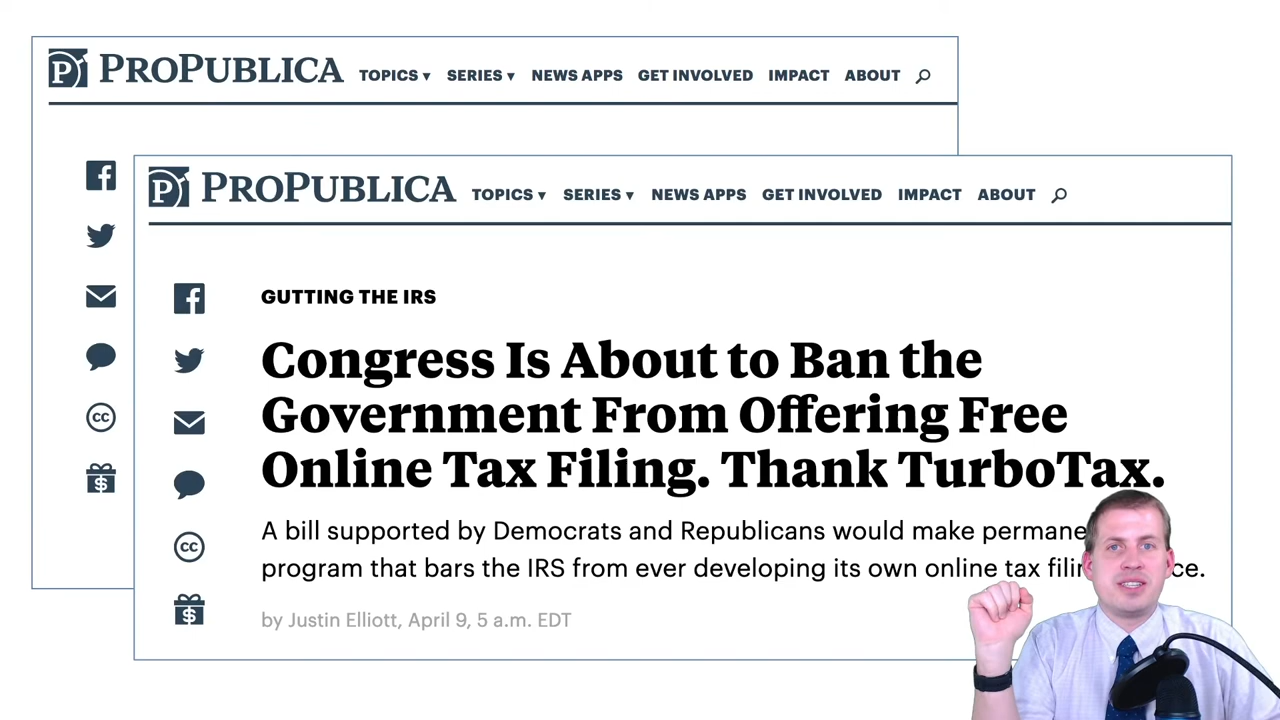 PROPUBLICA TOPICS ▾ SERIES ▾ NEWS APPS GET INVOLVED IMPACT ABOUT
PROPUBLICA TOPICS ▾ SERIES ▾ NEWS APPS GET INVOLVED IMPACT ABOUT
GUTTING THE IRS
Congress Is About to Ban the
Government From Offering Free
Online Tax Filing. Thank TurboTax.
A bill supported by Democrats and Republicans would make
program that bars the IRS from ever developing its own online tax
by Justin Elliott, April 9, 5 a.m. EDT